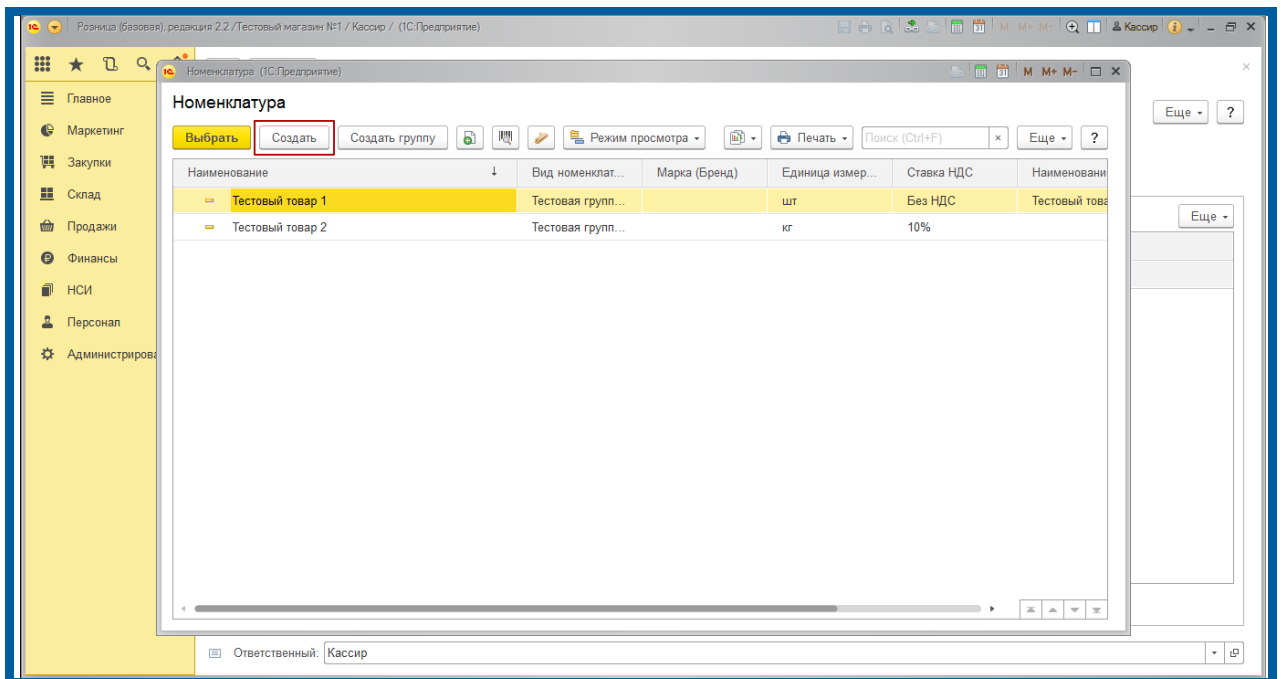 Розница (базовая), редакция 2.2 /Тестовый магазин №1 / Кассир / (1С:Предприятие) M M+ M- Кассир
Номенклатура (1С:Предприятие) M M+ M-
Главное
Маркетинг
Закупки
Склад
Продажи
Финансы
НСИ
Персонал
Администриров
Номенклатура
Выбрать Создать Создать группу Режим просмотра Печать Поиск (Ctrl+F) × Еще ?
Наименование ↓ Вид номенклат... Марка (Бренд) Единица измер... Ставка НДС Наименовани
Тестовый товар 1 Тестовая групп... шт Без НДС Тестовый това
Тестовый товар 2 Тестовая групп... кг 10%
Еще ?
Еще
Ответственный: Кассир